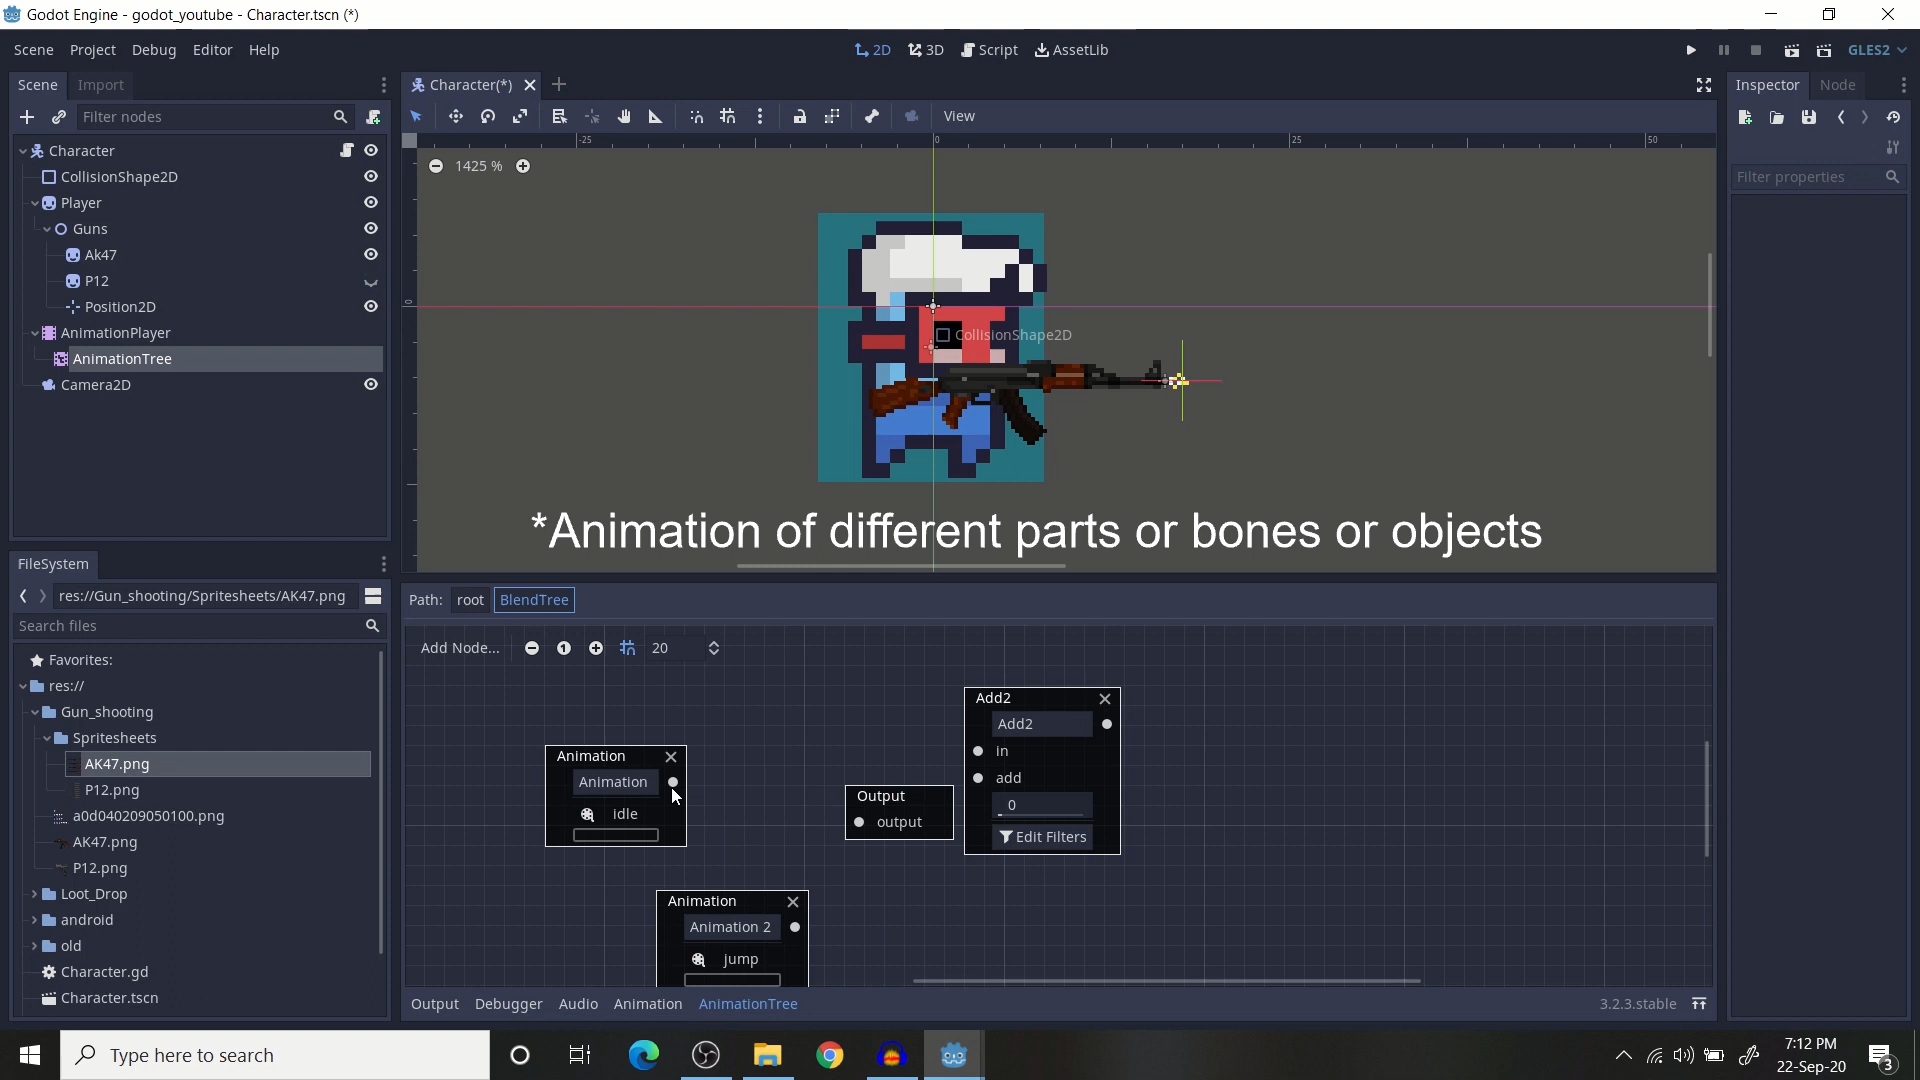 Godot Engine - godot_youtube - Character.tscn (*)
Scene Project Debug Editor Help
2D 3D Script AssetLib
GLES2
Scene Import
Character(*)
Inspector Node
Filter nodes
View
Filter properties
Character
CollisionShape2D
Player
Guns
Ak47
P12
Position2D
AnimationPlayer
AnimationTree
Camera2D
-25 0 25 50
0
1425 %
CollisionShape2D
*Animation of different parts or bones or objects
FileSystem
res://Gun_shooting/Spritesheets/AK47.png
Search files
Favorites:
res://
Gun_shooting
Spritesheets
AK47.png
P12.png
a0d040209050100.png
AK47.png
P12.png
Loot_Drop
android
old
Character.gd
Character.tscn
Path: root BlendTree
Add Node... 1 20
Animation
Animation
idle
Output
output
Add2
Add2
in
add
0
Edit Filters
Animation
Animation 2
jump
Output Debugger Audio Animation AnimationTree
3.2.3.stable
Type here to search
7:12 PM
22-Sep-20
3